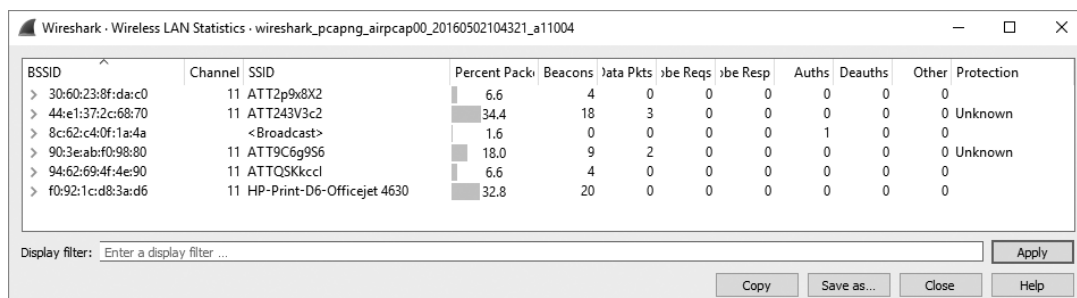 Wireshark · Wireless LAN Statistics · wireshark_pcapng_airpcap00_20160502104321_a11004
BSSID Channel SSID Percent Packe Beacons Data Pkts obe Reqs obe Resp Auths Deauths Other Protection
30:60:23:8f:da:c0 11 ATT2p9x8X2 6.6 4 0 0 0 0 0 0
44:e1:37:2c:68:70 11 ATT243V3c2 34.4 18 3 0 0 0 0 0 Unknown
8c:62:c4:0f:1a:4a <Broadcast> 1.6 0 0 0 0 1 0 0
90:3e:ab:f0:98:80 11 ATT9C6g9S6 18.0 9 2 0 0 0 0 0 Unknown
94:62:69:4f:4e:90 11 ATTQSKkccI 6.6 4 0 0 0 0 0 0
f0:92:1c:d8:3a:d6 11 HP-Print-D6-Officejet 4630 32.8 20 0 0 0 0 0 0
Display filter: Enter a display filter ... Apply
Copy Save as... Close Help